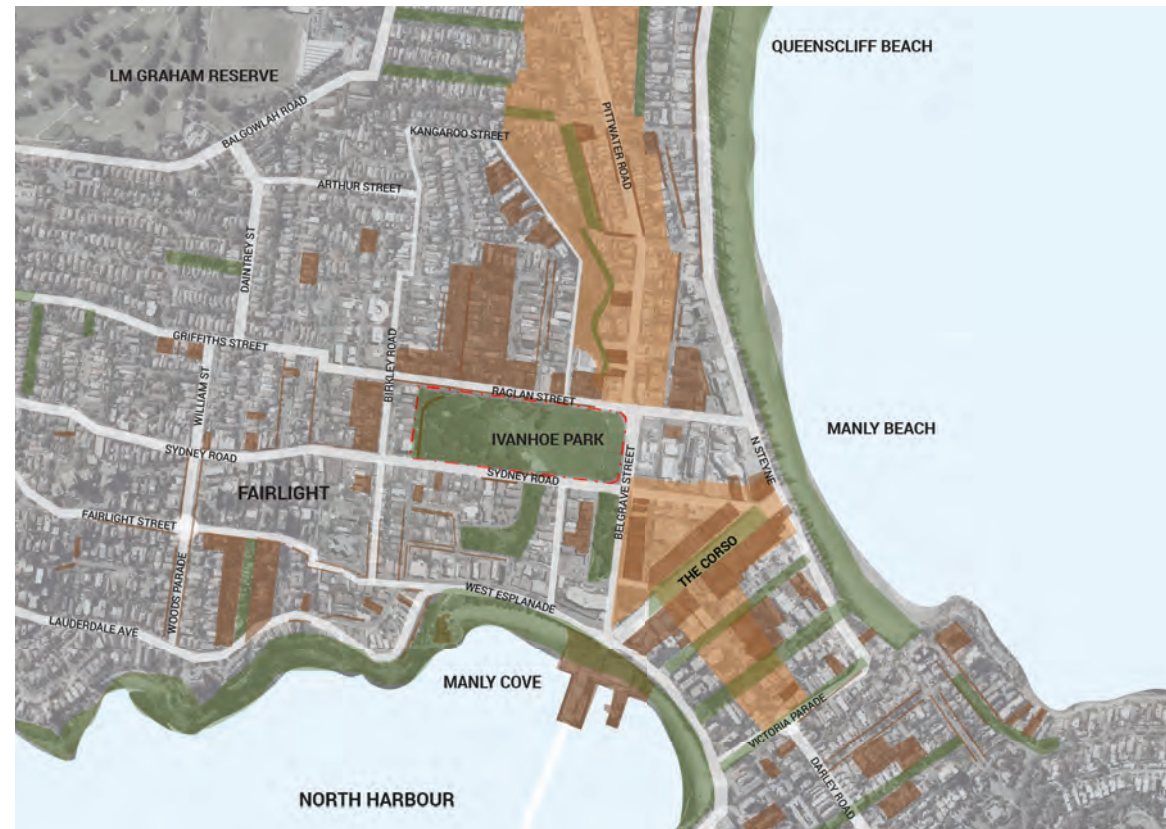 QUEENSCLIFF BEACH
LM GRAHAM RESERVE
BALGOWLAH ROAD
PITTWATER ROAD
KANGAROO STREET
ARTHUR STREET
DAINTREY ST
GRIFFITHS STREET
BIRKLEY ROAD
RAGLAN STREET
WILLIAM ST
IVANHOE PARK
MANLY BEACH
N STEYNE
SYDNEY ROAD
SYDNEY ROAD
BELGRAVE STREET
FAIRLIGHT
FAIRLIGHT STREET
THE CORSO
WOODS PARADE
WEST ESPLANADE
LAUDERDALE AVE
MANLY COVE
VICTORIA PARADE
DARLEY ROAD
NORTH HARBOUR